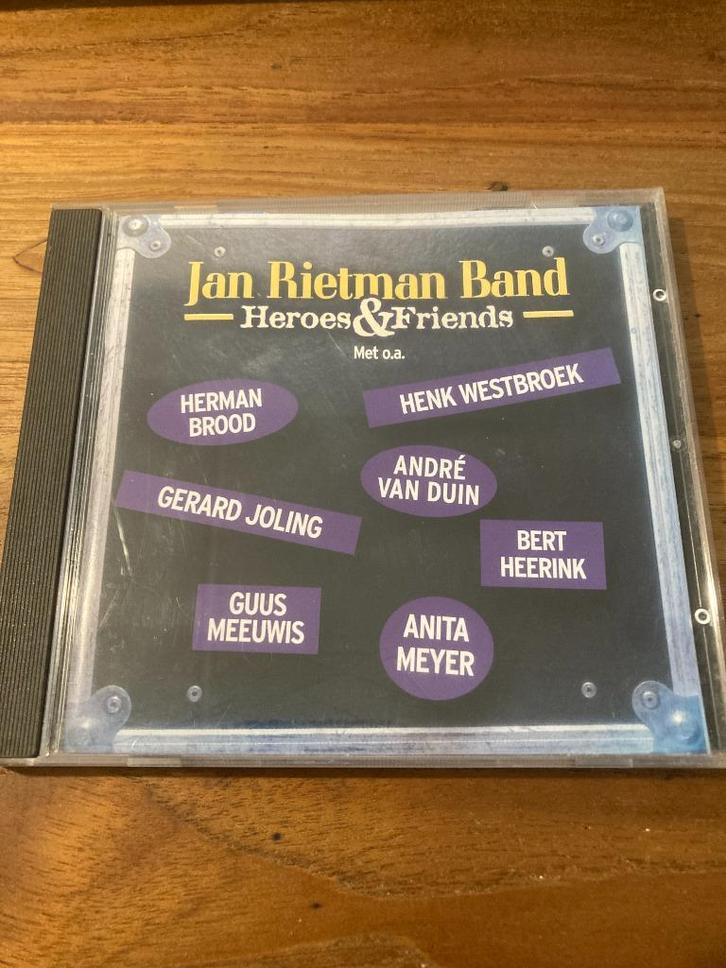 Jan Rietman Band
Heroes & Friends
Met o.a.
HERMAN
BROOD
HENK WESTBROEK
ANDRÉ
VAN DUIN
GERARD JOLING
BERT
HEERINK
GUUS
MEEUWIS
ANITA
MEYER